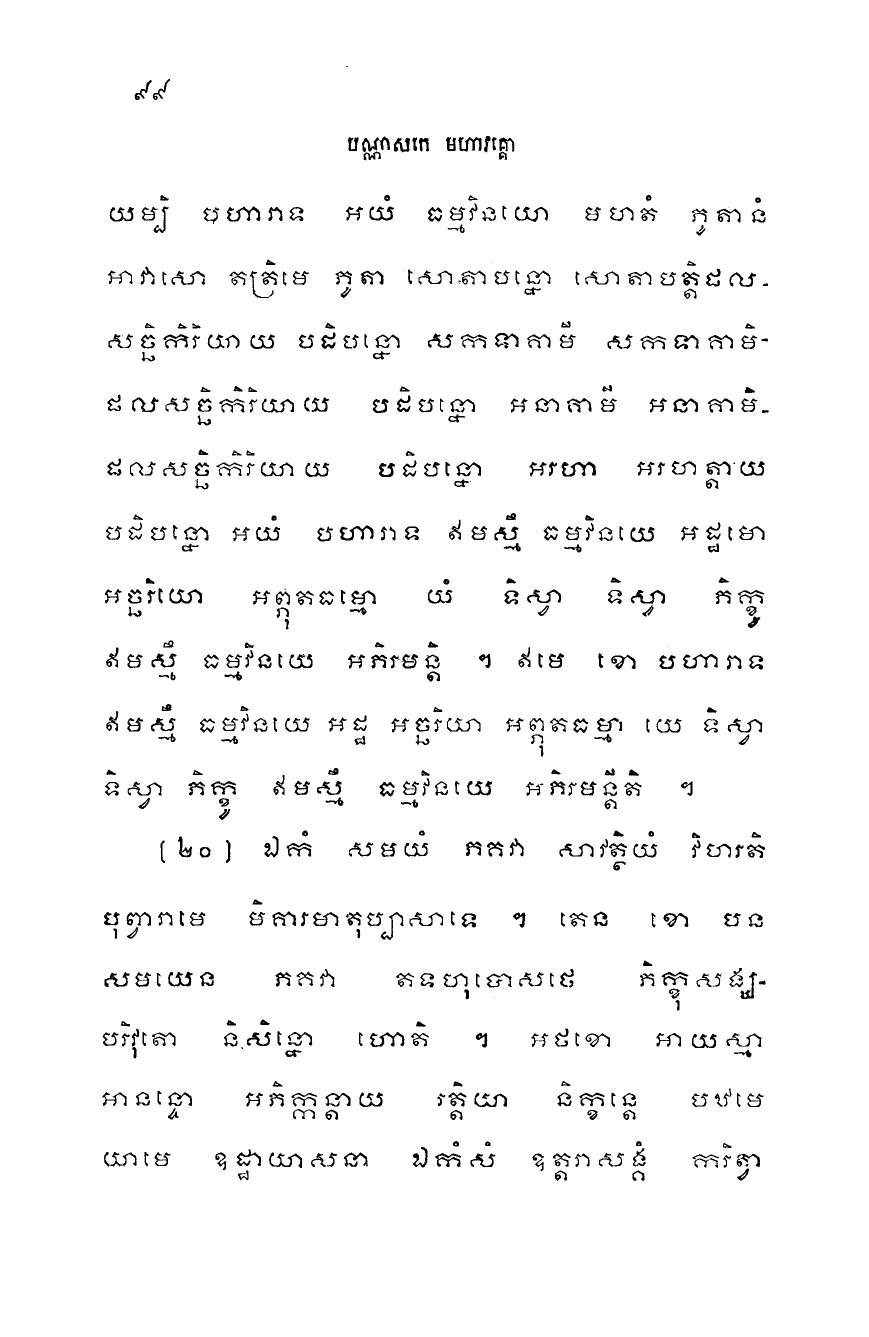 ៩៩
បណ្ណាសកេ មហាវគ្គោ
យម្បិ បហារាទ អយំ ធម្មវិនយោ មហតំ ភូតានំ
អាវាសោ តត្រិមេ ភូតា សោតាបន្នោ សោតាបត្តិផល-
សច្ឆិកិរិយាយ បដិបន្នោ សកទាគាមី សកទាគាមិ-
ផលសច្ឆិកិរិយាយ បដិបន្នោ អនាគាមី អនាគាមិ-
ផលសច្ឆិកិរិយាយ បដិបន្នោ អរហា អរហត្តាយ
បដិបន្នោ អយំ បហារាទ ឥមស្មឹ ធម្មវិនយេ អដ្ឋមោ
អច្ឆរិយោ អព្ភុតធម្មោ យំ ទិស្វា ទិស្វា ភិក្ខូ
ឥមស្មឹ ធម្មវិនយេ អភិរមន្តិ ។ ឥមេ ខោ បហារាទ
ឥមស្មឹ ធម្មវិនយេ អដ្ឋ អច្ឆរិយា អព្ភុតធម្មា យេ ទិស្វា
ទិស្វា ភិក្ខូ ឥមស្មឹ ធម្មវិនយេ អភិរមន្តីតិ ។
[២០] ឯកំ សមយំ ភគវា សាវត្ថិយំ វិហរតិ
បុព្វារាមេ មិគារមាតុប្បាសាទេ ។ តេន ខោ បន
សមយេន ភគវា តទហុបោសថេ ភិក្ខុសង្ឃ-
បរិវុតោ និសិន្នោ ហោតិ ។ អថខោ អាយស្មា
អានន្ទោ អភិក្កន្តាយ រត្តិយា និក្ខន្តេ បឋមេ
យាមេ ឧដ្ឋាយាសនា ឯកំសំ ឧត្តរាសង្គំ ករិត្វា